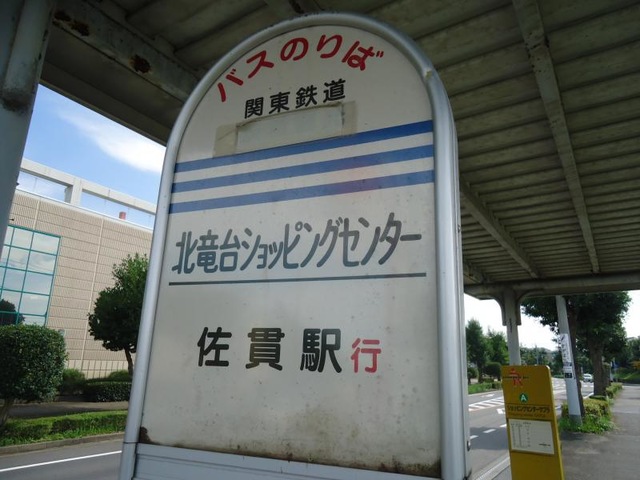 バスのりば
関東鉄道
北竜台ショッピングセンター
佐貫駅行
A